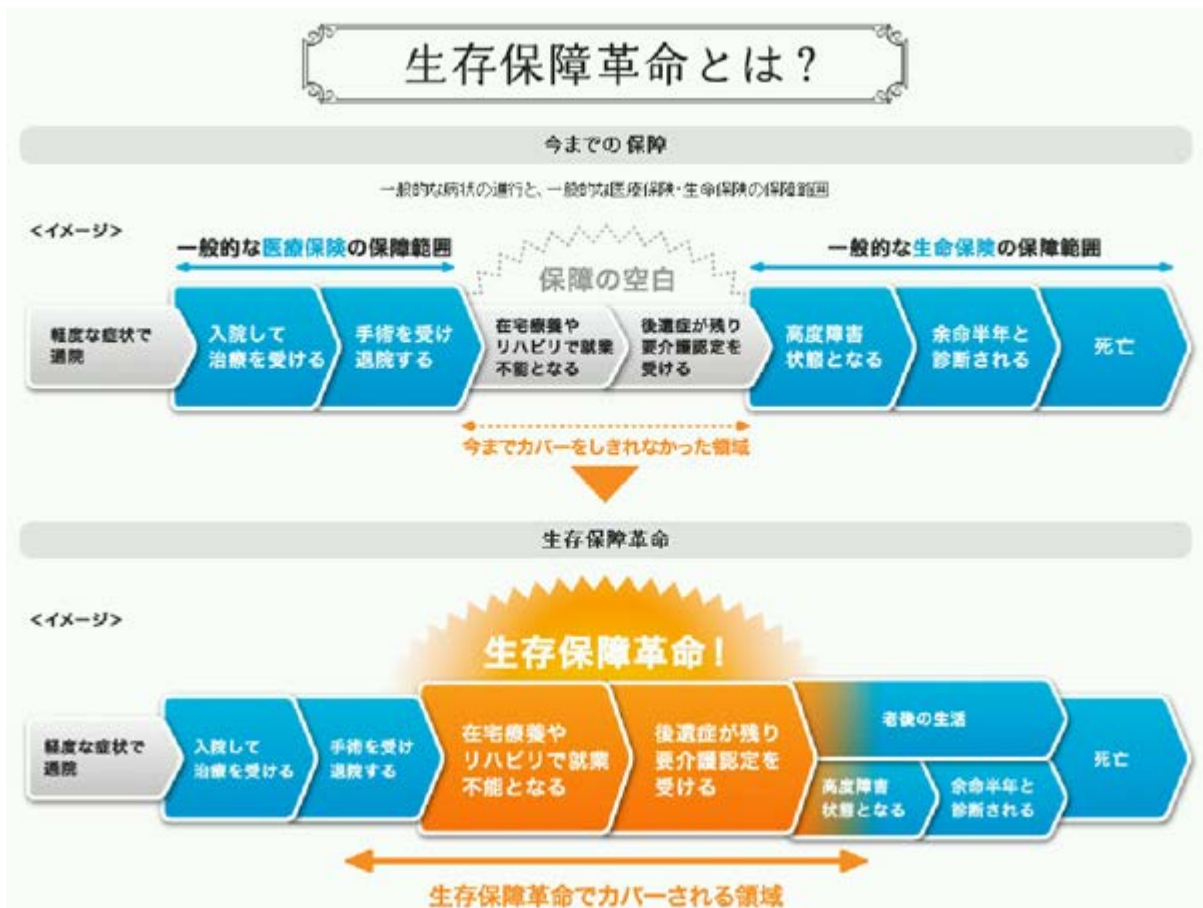 生存保障革命とは？
今までの保障
一般的な病状の進行と、一般的な医療保険・生命保険の保障範囲
<イメージ>
一般的な医療保険の保障範囲
保障の空白
一般的な生命保険の保障範囲
軽度な症状で
通院
入院して
治療を受ける
手術を受け
退院する
在宅療養や
リハビリで就業
不能となる
後遺症が残り
要介護認定を
受ける
高度障害
状態となる
余命半年と
診断される
死亡
今までカバーをしきれなかった領域
生存保障革命
<イメージ>
生存保障革命！
軽度な症状で
通院
入院して
治療を受ける
手術を受け
退院する
在宅療養や
リハビリで就業
不能となる
後遺症が残り
要介護認定を
受ける
老後の生活
高度障害
状態となる
余命半年と
診断される
死亡
生存保障革命でカバーされる領域